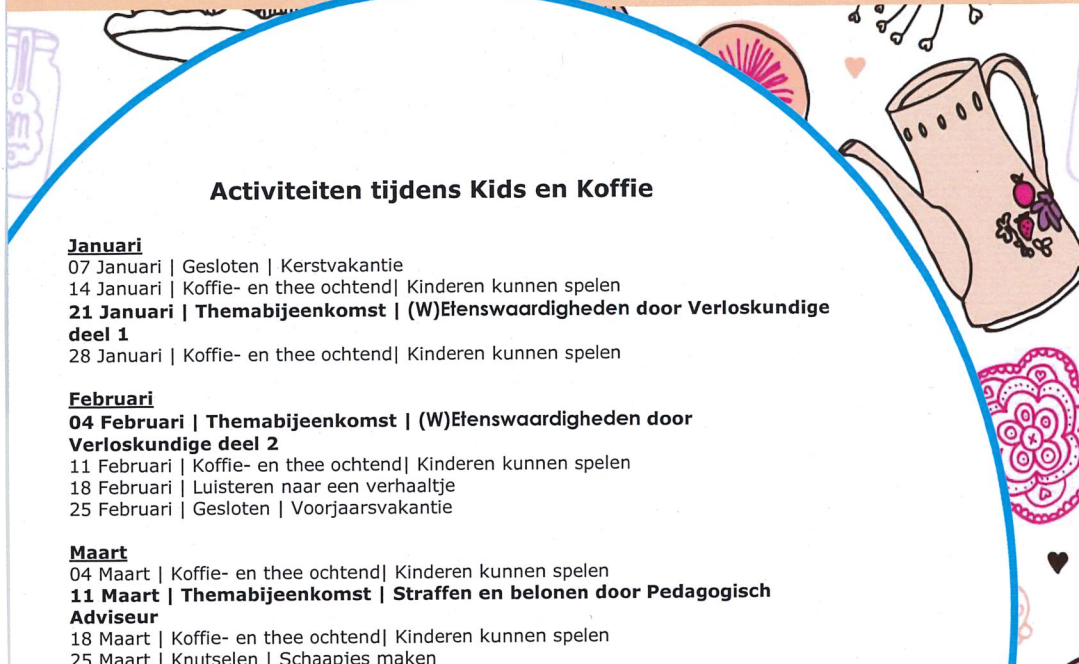 Activiteiten tijdens Kids en Koffie
Januari
07 Januari | Gesloten | Kerstvakantie
14 Januari | Koffie- en thee ochtend| Kinderen kunnen spelen
21 Januari | Themabijeenkomst | (W)Etenswaardigheden door Verloskundige
deel 1
28 Januari | Koffie- en thee ochtend| Kinderen kunnen spelen
Februari
04 Februari | Themabijeenkomst | (W)Etenswaardigheden door
Verloskundige deel 2
11 Februari | Koffie- en thee ochtend| Kinderen kunnen spelen
18 Februari | Luisteren naar een verhaaltje
25 Februari | Gesloten | Voorjaarsvakantie
Maart
04 Maart | Koffie- en thee ochtend| Kinderen kunnen spelen
11 Maart | Themabijeenkomst | Straffen en belonen door Pedagogisch
Adviseur
18 Maart | Koffie- en thee ochtend| Kinderen kunnen spelen
25 Maart | Knutselen | Schaapjes maken